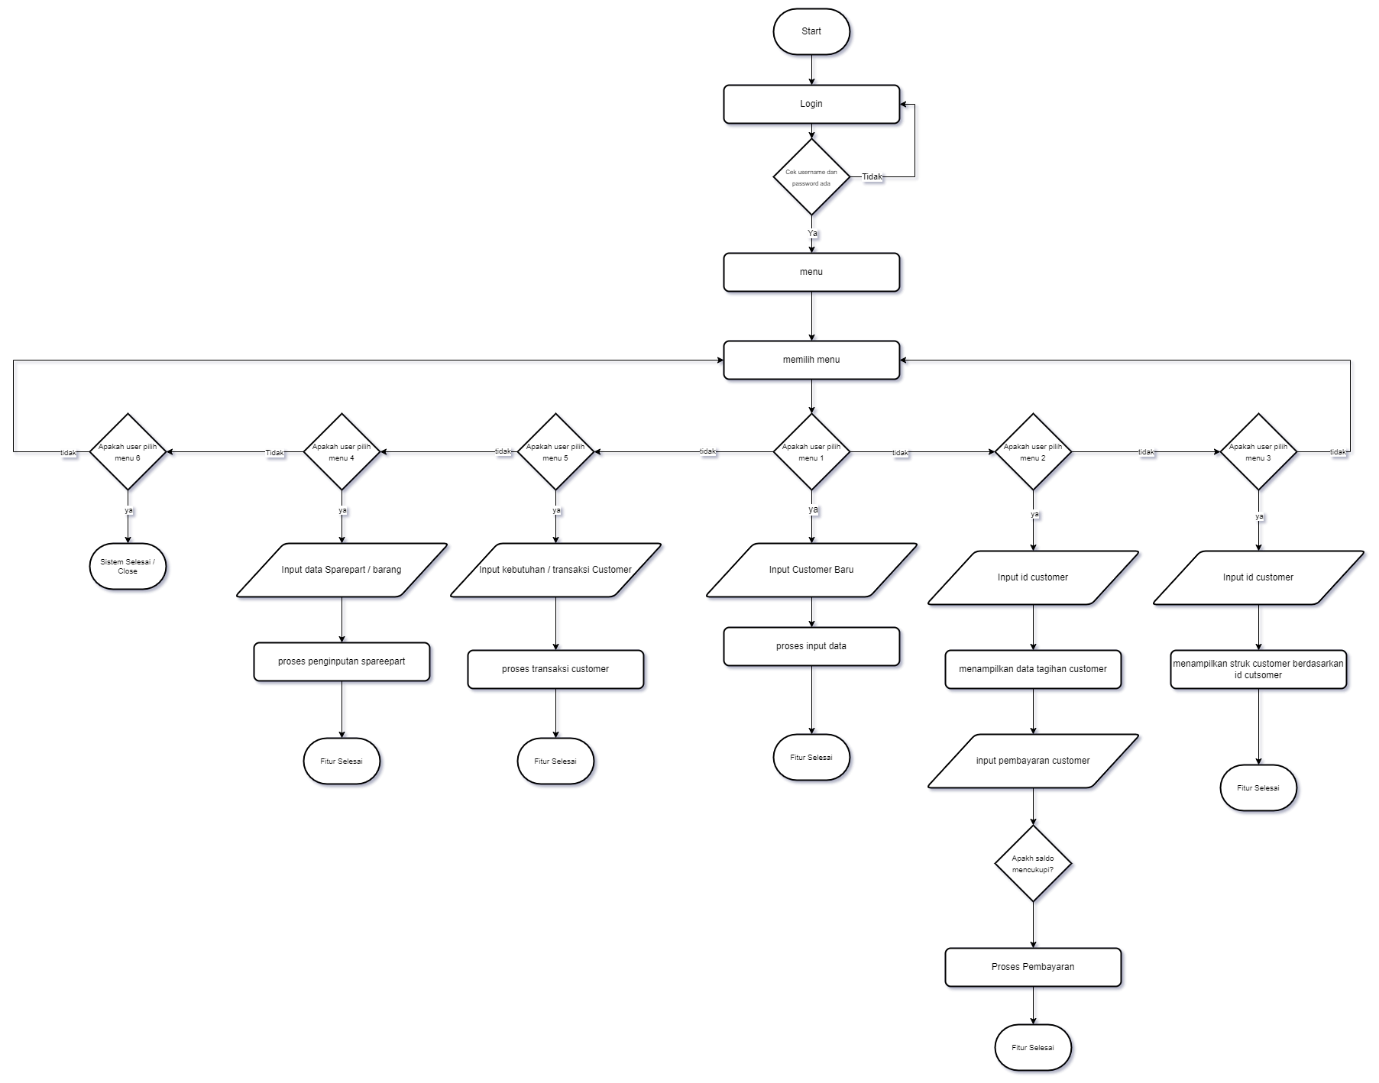 Start
Login
Cek username dan
password ada
Tidak
Ya
menu
memilih menu
Apakah user pilih
menu 6
Apakah user pilih
menu 4
Apakah user pilih
menu 5
Apakah user pilih
menu 1
Apakah user pilih
menu 2
Apakah user pilih
menu 3
tidak
Tidak
tidak
tidak
tidak
tidak
tidak
ya
ya
ya
ya
ya
ya
Sistem Selesai /
Close
Input data Sparepart / barang
Input kebutuhan / transaksi Customer
Input Customer Baru
Input id customer
Input id customer
proses penginputan spareepart
proses transaksi customer
proses input data
menampilkan data tagihan customer
menampilkan struk customer berdasarkan
id cutsomer
Fitur Selesai
Fitur Selesai
Fitur Selesai
input pembayaran customer
Fitur Selesai
Apakh saldo
mencukupi?
Proses Pembayaran
Fitur Selesai